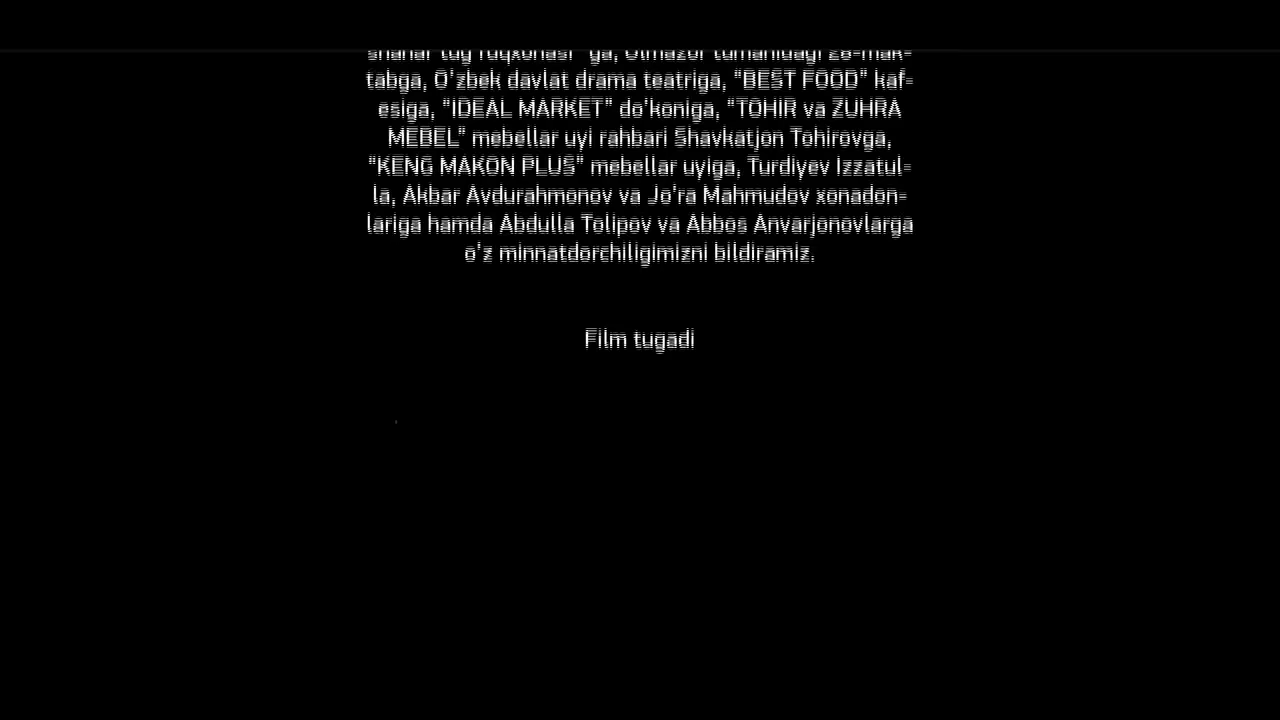 tabga, O'zbek davlat drama teatriga, "BEST FOOD" kaf-
esiga, "IDEAL MARKET" do'koniga, "TOHIR va ZUHRA
MEBEL" mebellar uyi rahbari Shavkatjon Tohirovga,
"KENG MAKON PLUS" mebellar uyiga, Turdiyev Izzatul-
la, Akbar Avdurahmonov va Jo'ra Mahmudov xonadon-
lariga hamda Abdulla Tolipov va Abbos Anvarjonovlarga
o'z minnatdorchiligimizni bildiramiz.
Film tugadi